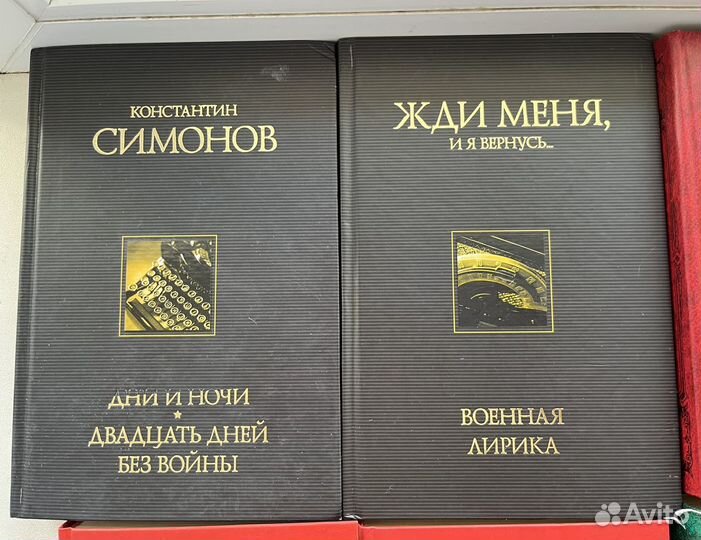 КОНСТАНТИН
СИМОНОВ
ДНИ И НОЧИ
ДВАДЦАТЬ ДНЕЙ
БЕЗ ВОЙНЫ
ЖДИ МЕНЯ,
И Я ВЕРНУСЬ...
ВОЕННАЯ
ЛИРИКА
Avito